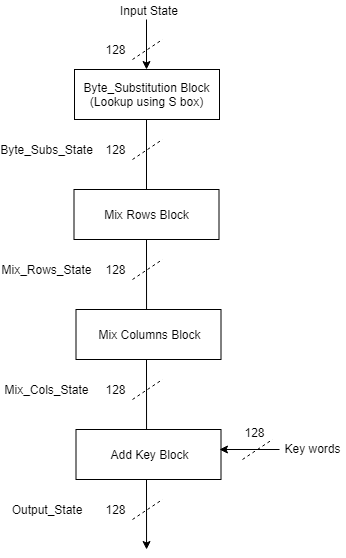 Input State
128
Byte_Substitution Block
(Lookup using S box)
Byte_Subs_State 128
Mix Rows Block
Mix_Rows_State 128
Mix Columns Block
Mix_Cols_State 128
128
Add Key Block
Key words
Output_State 128